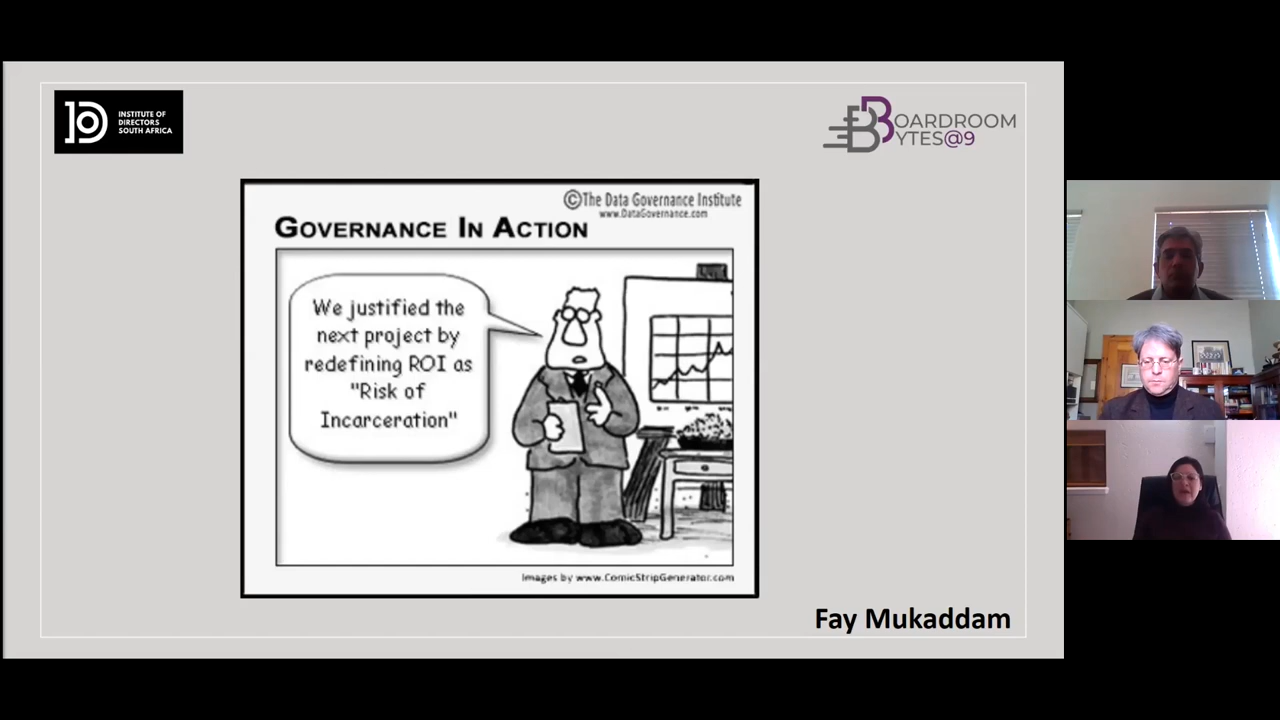 INSTITUTE OF
DIRECTORS
SOUTH AFRICA
BOARDROOM
BYTES@9
©The Data Governance Institute
www.DataGovernance.com
GOVERNANCE IN ACTION
We justified the
next project by
redefining ROI as
"Risk of
Incarceration"
Images by www.ComicStripGenerator.com
Fay Mukaddam